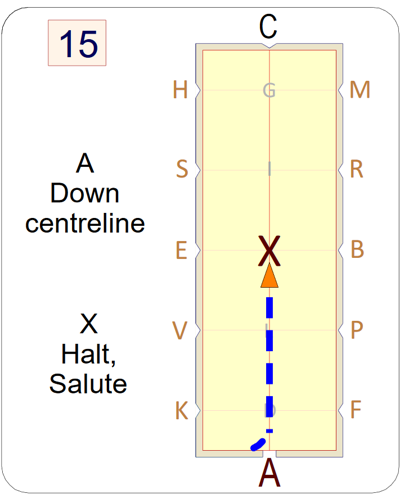 15
C
H G M
A
Down
centreline
S I R
E X B
X
Halt,
Salute
V L P
K D F
A